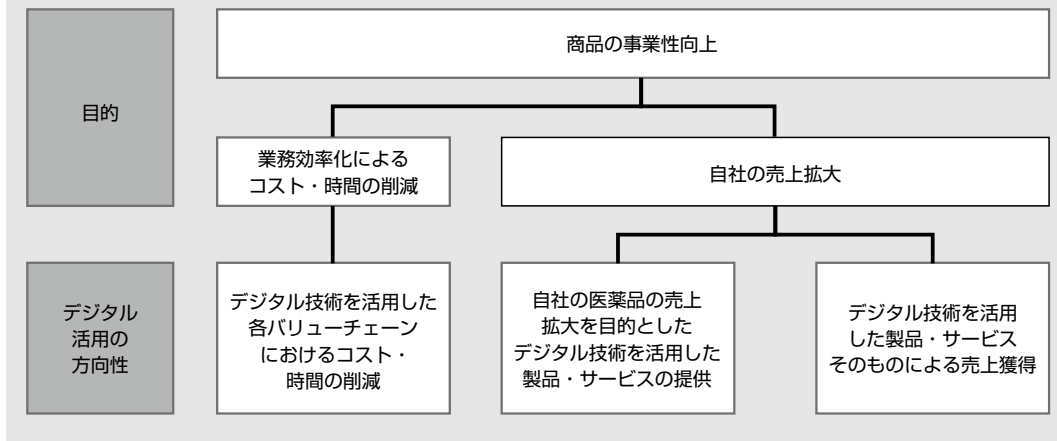 目的
商品の事業性向上
業務効率化による
コスト・時間の削減
自社の売上拡大
デジタル
活用の
方向性
デジタル技術を活用した
各バリューチェーン
におけるコスト・
時間の削減
自社の医薬品の売上
拡大を目的とした
デジタル技術を活用した
製品・サービスの提供
デジタル技術を活用
した製品・サービス
そのものによる売上獲得